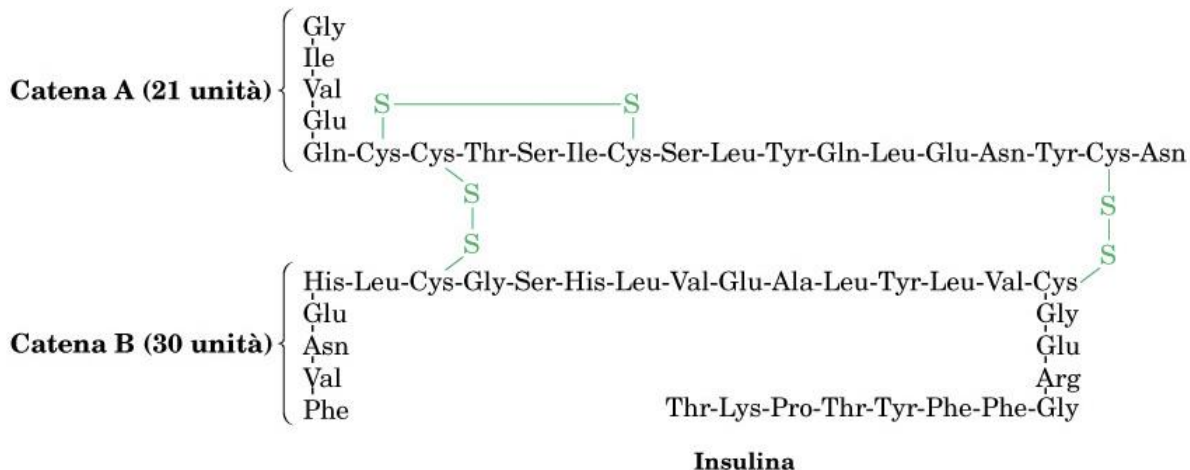 Gly
Ile
Catena A (21 unità)
Val
Glu
S S
Gln-Cys-Cys-Thr-Ser-Ile-Cys-Ser-Leu-Tyr-Gln-Leu-Glu-Asn-Tyr-Cys-Asn
S S
S S
His-Leu-Cys-Gly-Ser-His-Leu-Val-Glu-Ala-Leu-Tyr-Leu-Val-Cys
Glu Gly
Catena B (30 unità)
Asn Glu
Val Arg
Phe Thr-Lys-Pro-Thr-Tyr-Phe-Phe-Gly
Insulina